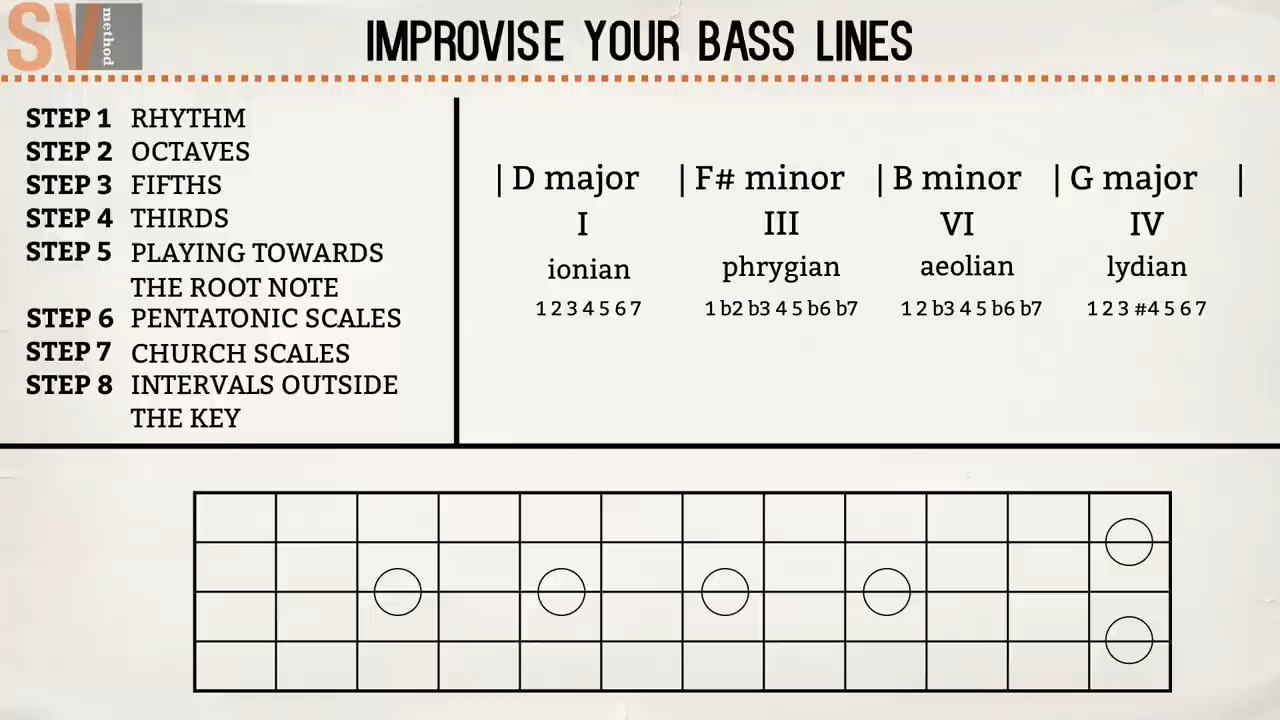 SV method
IMPROVISE YOUR BASS LINES
STEP 1 RHYTHM
STEP 2 OCTAVES
STEP 3 FIFTHS
STEP 4 THIRDS
STEP 5 PLAYING TOWARDS
THE ROOT NOTE
STEP 6 PENTATONIC SCALES
STEP 7 CHURCH SCALES
STEP 8 INTERVALS OUTSIDE
THE KEY
| D major | F# minor | B minor | G major |
I III VI IV
ionian phrygian aeolian lydian
1 2 3 4 5 6 7 1 b2 b3 4 5 b6 b7 1 2 b3 4 5 b6 b7 1 2 3 #4 5 6 7